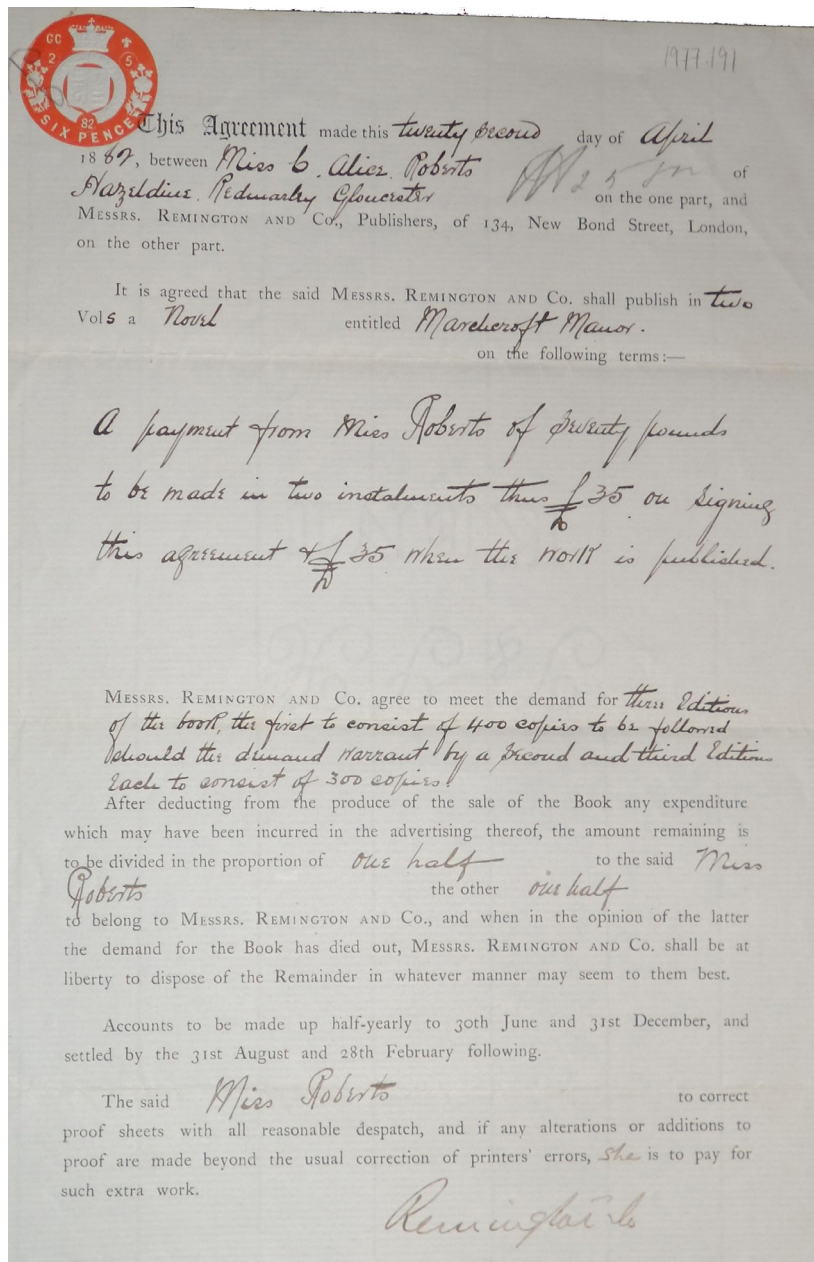 1977.191
GC
2 5
82
SIX PENCE
This Agreement made this twenty second day of April
1882, between Miss C. Alice Roberts of
Hazeldine. Redmarley Gloucester on the one part, and
MESSRS. REMINGTON AND Co., Publishers, of 134, New Bond Street, London,
on the other part.
It is agreed that the said MESSRS. REMINGTON AND Co. shall publish in two
Vols a Novel entitled Marchcroft Manor.
on the following terms:—
A payment from Miss Roberts of Seventy pounds
to be made in two instalments thus £35 on signing
this agreement & £35 when the work is published.
MESSRS. REMINGTON AND Co. agree to meet the demand for three Editions
of the book, the first to consist of 400 copies to be followed
should the demand warrant by a second and third Editions
Each to consist of 300 copies.
After deducting from the produce of the sale of the Book any expenditure
which may have been incurred in the advertising thereof, the amount remaining is
to be divided in the proportion of one half to the said Miss
Roberts the other one half
to belong to MESSRS. REMINGTON AND Co., and when in the opinion of the latter
the demand for the Book has died out, MESSRS. REMINGTON AND Co. shall be at
liberty to dispose of the Remainder in whatever manner may seem to them best.
Accounts to be made up half-yearly to 30th June and 31st December, and
settled by the 31st August and 28th February following.
The said Miss Roberts to correct
proof sheets with all reasonable despatch, and if any alterations or additions to
proof are made beyond the usual correction of printers' errors, she is to pay for
such extra work.
Remington & Co